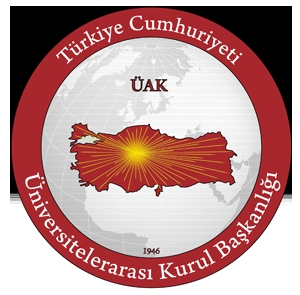 Türkiye Cumhuriyeti
ÜAK
1946
Üniversitelerarası Kurul Başkanlığı